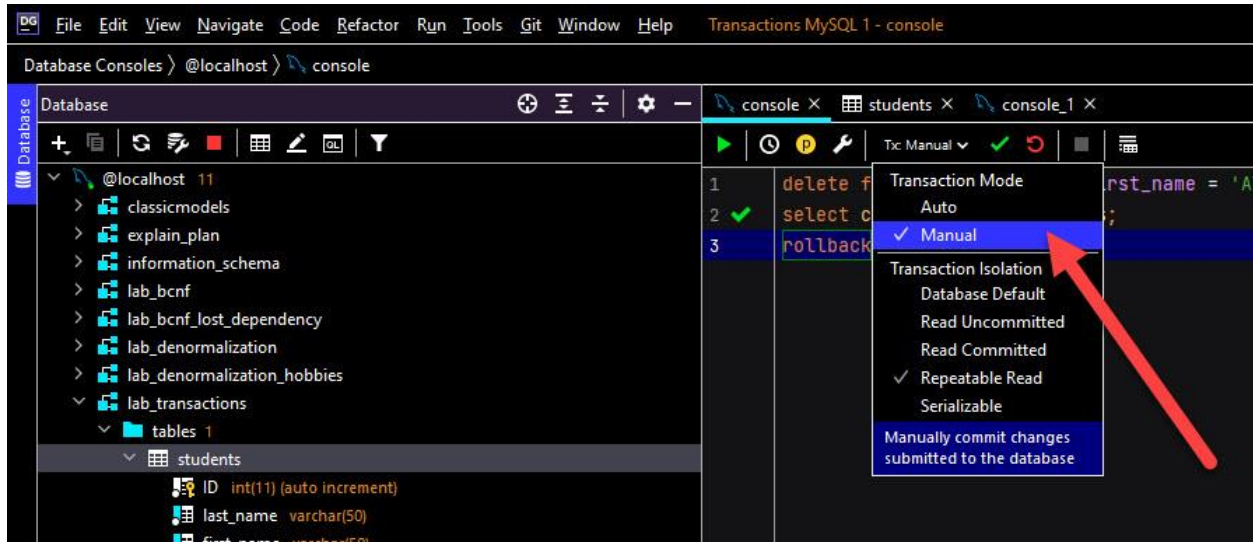 DG File Edit View Navigate Code Refactor Run Tools Git Window Help Transactions MySQL 1 - console
Database Consoles 〉 @localhost 〉 console
Database
Database
console × students × console_1 ×
QL
P Tx: Manual
@localhost 11
classicmodels
explain_plan
information_schema
lab_bcnf
lab_bcnf_lost_dependency
lab_denormalization
lab_denormalization_hobbies
lab_transactions
tables 1
students
ID int(11) (auto increment)
last_name varchar(50)
first_name varchar(50)
1 delete f rst_name = 'A
2 select c ;
3 rollback
Transaction Mode
Auto
✓ Manual
Transaction Isolation
Database Default
Read Uncommitted
Read Committed
✓ Repeatable Read
Serializable
Manually commit changes
submitted to the database